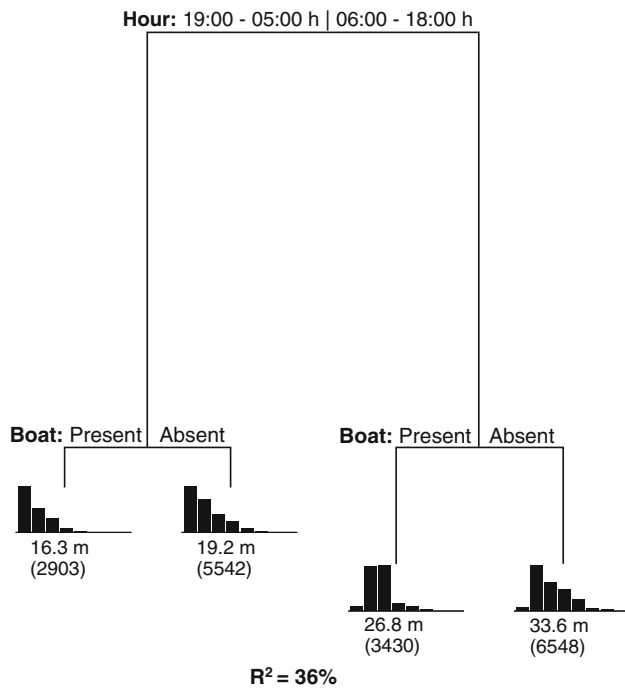 Hour: 19:00 - 05:00 h | 06:00 - 18:00 h
Boat: Present Absent
Boat: Present Absent
16.3 m
(2903)
19.2 m
(5542)
26.8 m
(3430)
33.6 m
(6548)
R² = 36%